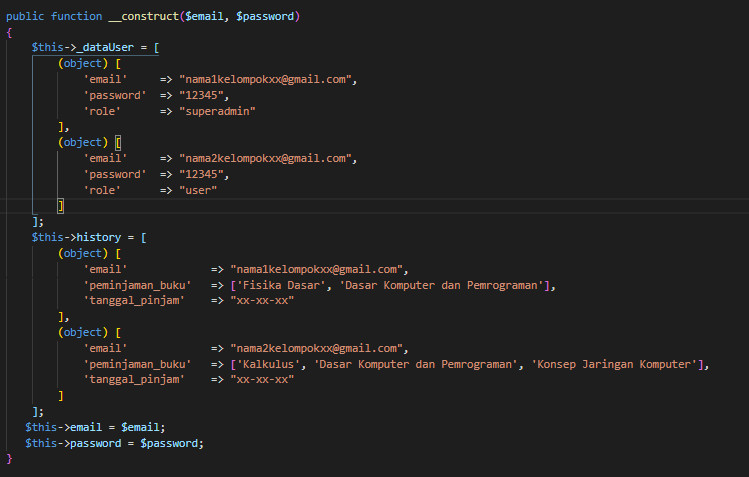 public function __construct($email, $password)
{
    $this->_dataUser = [
        (object) [
            'email'     => "nama1kelompokxx@gmail.com",
            'password'  => "12345",
            'role'      => "superadmin"
        ],
        (object) [
            'email'     => "nama2kelompokxx@gmail.com",
            'password'  => "12345",
            'role'      => "user"
        ]
    ];
    $this->history = [
        (object) [
            'email'             => "nama1kelompokxx@gmail.com",
            'peminjaman_buku'   => ['Fisika Dasar', 'Dasar Komputer dan Pemrograman'],
            'tanggal_pinjam'    => "xx-xx-xx"
        ],
        (object) [
            'email'             => "nama2kelompokxx@gmail.com",
            'peminjaman_buku'   => ['Kalkulus', 'Dasar Komputer dan Pemrograman', 'Konsep Jaringan Komputer'],
            'tanggal_pinjam'    => "xx-xx-xx"
        ]
    ];
   $this->email = $email;
   $this->password = $password;
}